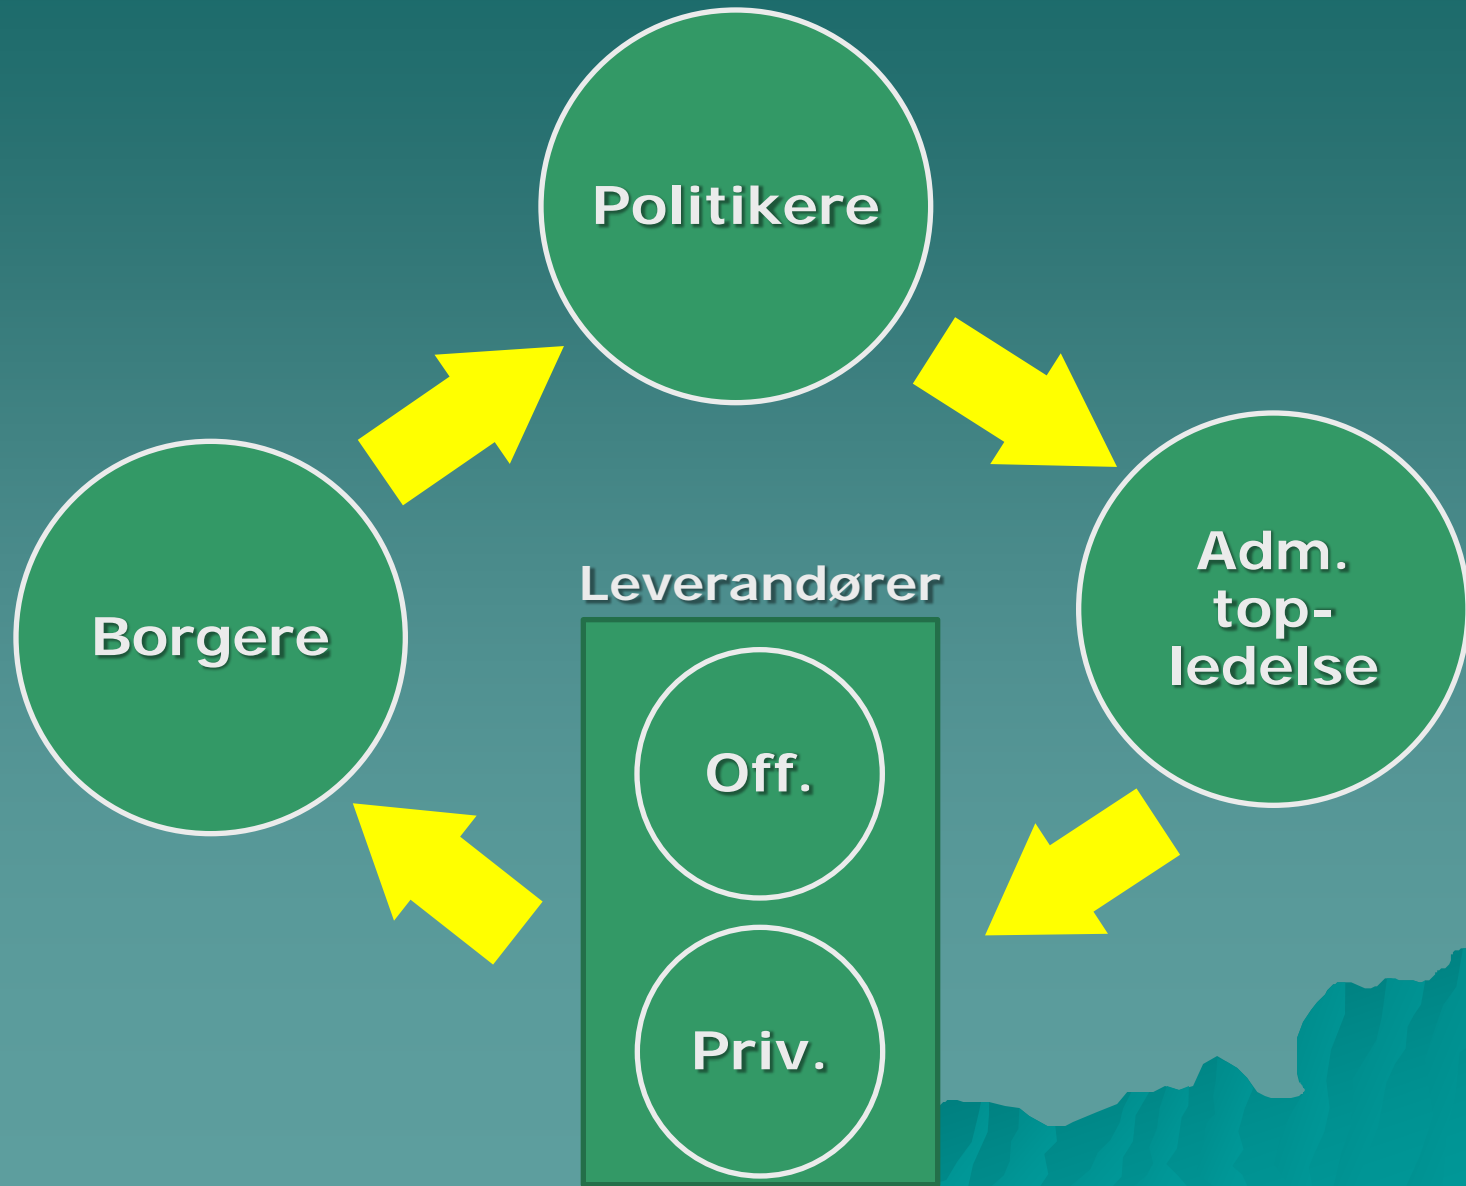 Politikere
Borgere
Leverandører
Adm.
top-
ledelse
Off.
Priv.